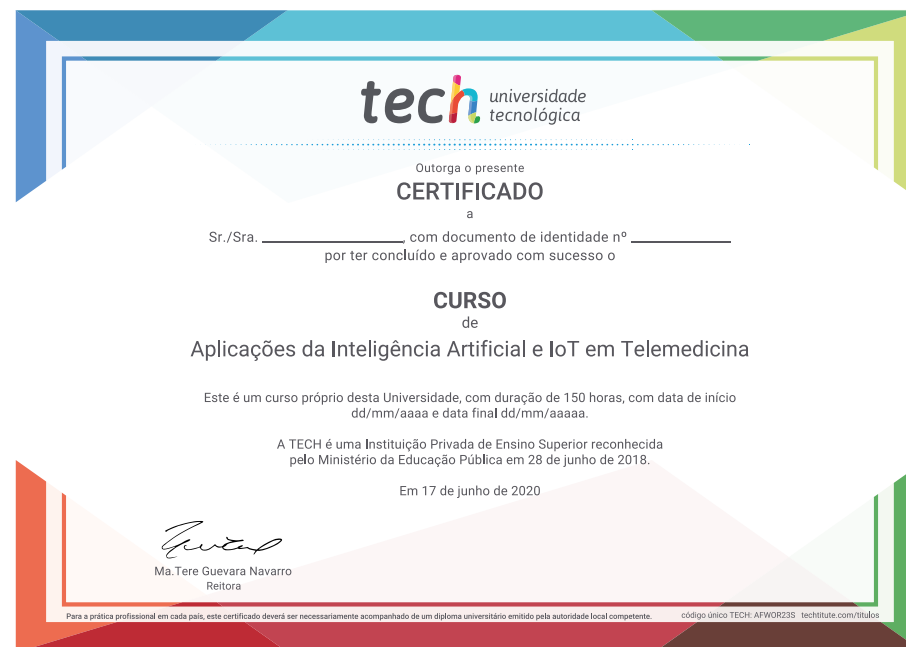 tech universidade
tecnológica
Outorga o presente
CERTIFICADO
a
Sr./Sra. ________________, com documento de identidade nº ___________
por ter concluído e aprovado com sucesso o
CURSO
de
Aplicações da Inteligência Artificial e IoT em Telemedicina
Este é um curso próprio desta Universidade, com duração de 150 horas, com data de início
dd/mm/aaaa e data final dd/mm/aaaaa.
A TECH é uma Instituição Privada de Ensino Superior reconhecida
pelo Ministério da Educação Pública em 28 de junho de 2018.
Em 17 de junho de 2020
Ma.Tere Guevara Navarro
Reitora
Para a prática profissional em cada país, este certificado deverá ser necessariamente acompanhado de um diploma universitário emitido pela autoridade local competente. código único TECH: AFWOR23S techtitute.com/titulos